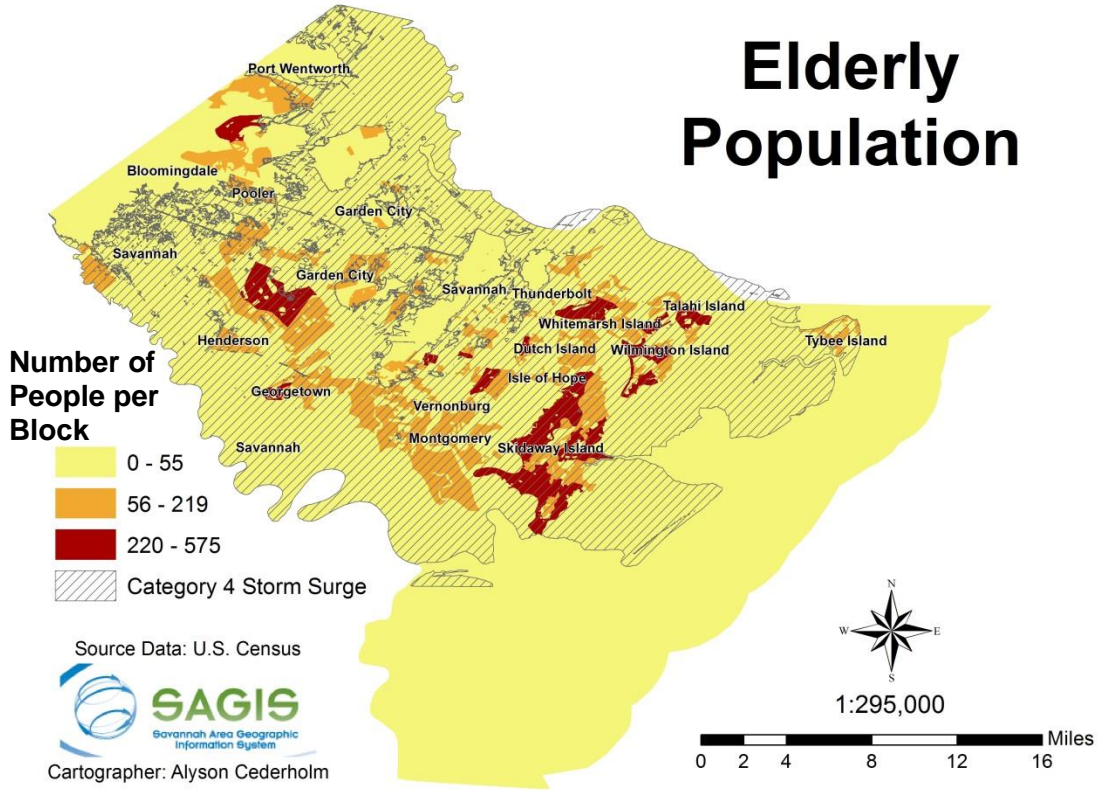 Elderly
Population
Port Wentworth
Bloomingdale
Pooler
Garden City
Savannah
Garden City
Savannah
Thunderbolt
Talahi Island
Whitemarsh Island
Henderson
Dutch Island
Wilmington Island
Tybee Island
Georgetown
Isle of Hope
Vernonburg
Montgomery
Savannah
Skidaway Island
Number of
People per
Block
0 - 55
56 - 219
220 - 575
Category 4 Storm Surge
Source Data: U.S. Census
SAGIS
Savannah Area Geographic
Information System
Cartographer: Alyson Cederholm
N
W
E
S
1:295,000
Miles
0 2 4 8 12 16